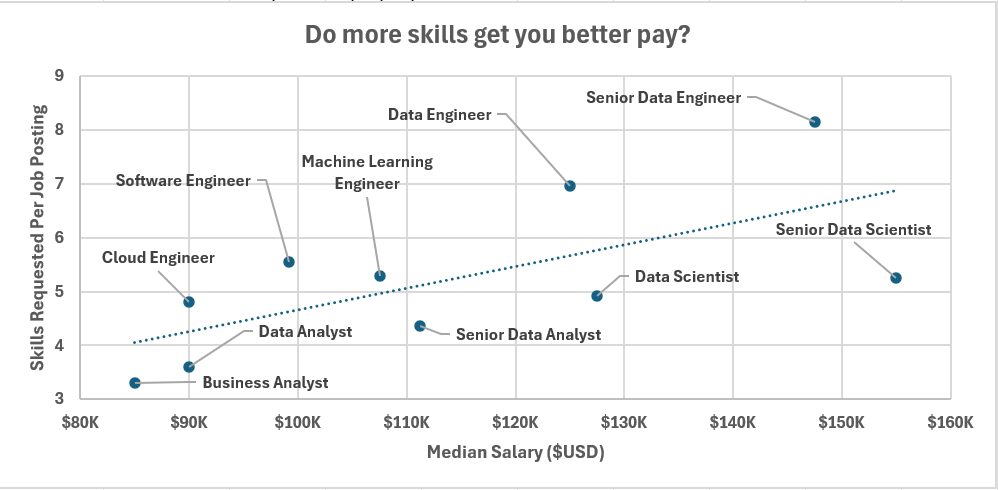 Do more skills get you better pay?
9
Senior Data Engineer
Data Engineer
8
Machine Learning
Engineer
Software Engineer
7
Skills Requested Per Job Posting
6
Senior Data Scientist
Cloud Engineer
Data Scientist
5
Data Analyst
Senior Data Analyst
4
Business Analyst
3
$80K
$90K
$100K
$110K
$120K
$130K
$140K
$150K
$160K
Median Salary ($USD)